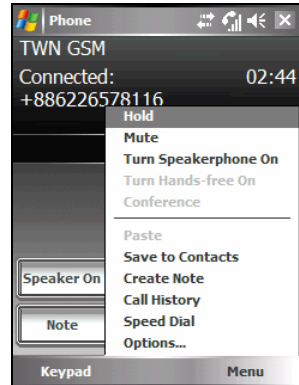 Phone
TWN GSM
Connected: 02:44
+886226578116
Hold
Mute
Turn Speakerphone On
Turn Hands-free On
Conference
Paste
Save to Contacts
Create Note
Call History
Speed Dial
Options...
Speaker On
Note
Keypad Menu